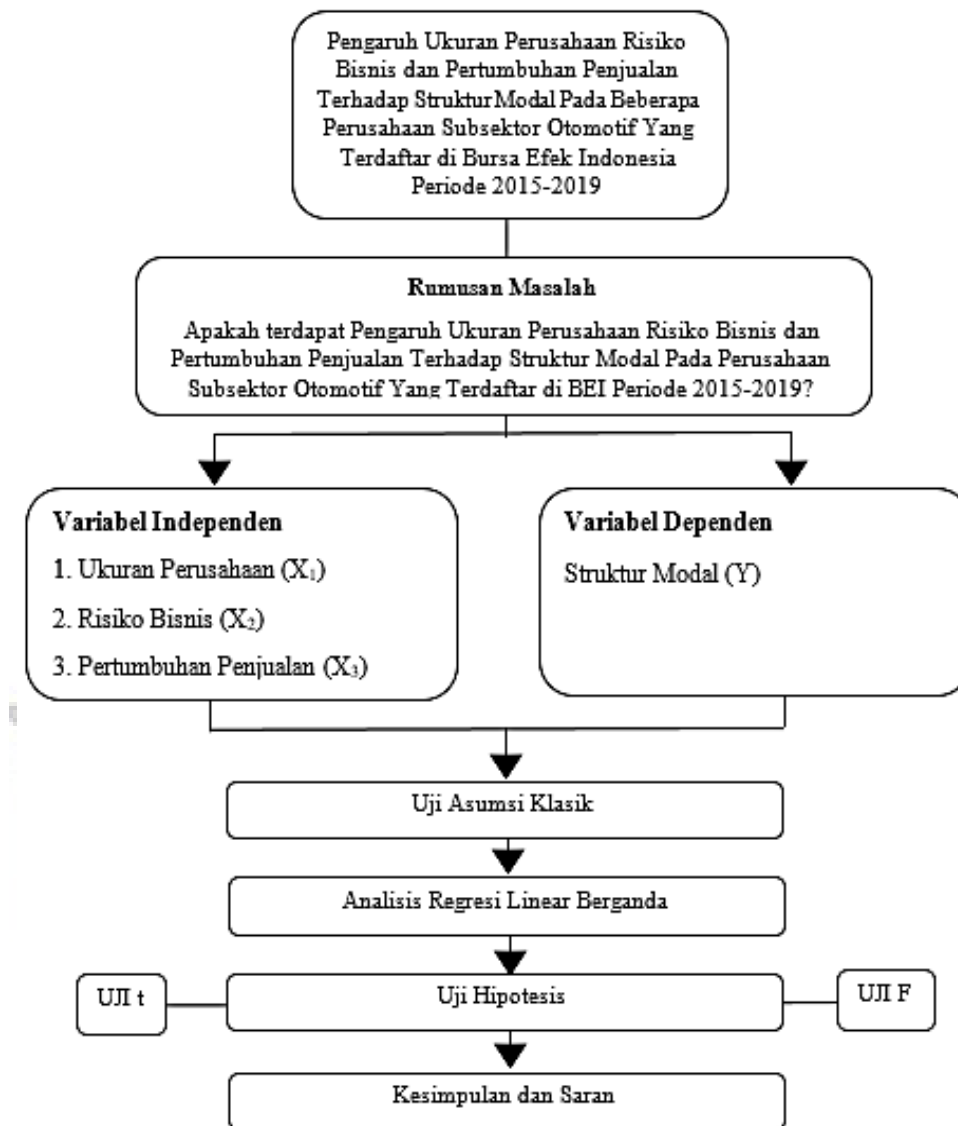 Pengaruh Ukuran Perusahaan Risiko
Bisnis dan Pertumbuhan Penjualan
Terhadap Struktur Modal Pada Beberapa
Perusahaan Subsektor Otomotif Yang
Terdaftar di Bursa Efek Indonesia
Periode 2015-2019
Rumusan Masalah
Apakah terdapat Pengaruh Ukuran Perusahaan Risiko Bisnis dan
Pertumbuhan Penjualan Terhadap Struktur Modal Pada Perusahaan
Subsektor Otomotif Yang Terdaftar di BEI Periode 2015-2019?
Variabel Independen
1. Ukuran Perusahaan (X₁)
2. Risiko Bisnis (X₂)
3. Pertumbuhan Penjualan (X₃)
Variabel Dependen
Struktur Modal (Y)
Uji Asumsi Klasik
Analisis Regresi Linear Berganda
UJI t
Uji Hipotesis
UJI F
Kesimpulan dan Saran